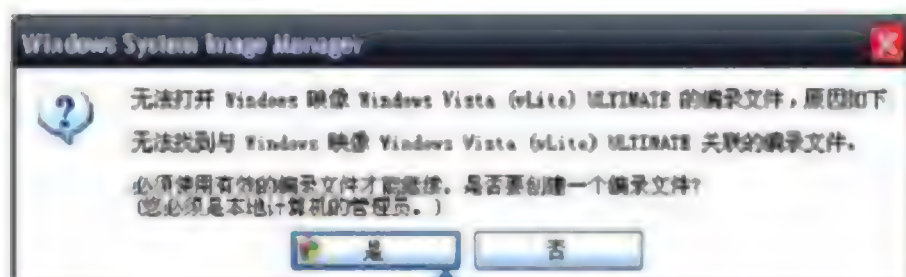 Windows System Image Manager
无法打开 Windows 映像 Windows Vista (vLite) ULTIMATE 的编录文件，原因如下
无法找到与 Windows 映像 Windows Vista (vLite) ULTIMATE 关联的编录文件。
必须使用有效的编录文件才能继续。是否要创建一个编录文件?
(您必须是本地计算机的管理员。)
是
否